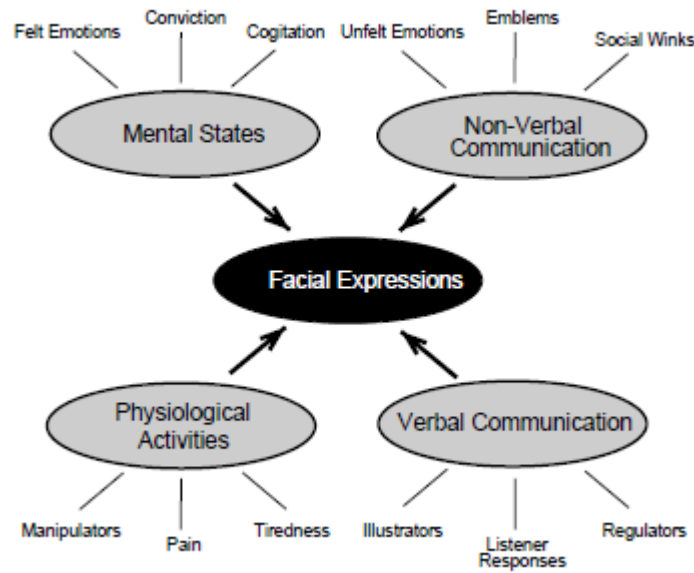 Felt Emotions
Conviction
Cogitation
Unfelt Emotions
Emblems
Social Winks
Mental States
Non-Verbal
Communication
Facial Expressions
Physiological
Activities
Verbal Communication
Manipulators
Pain
Tiredness
Illustrators
Listener
Responses
Regulators